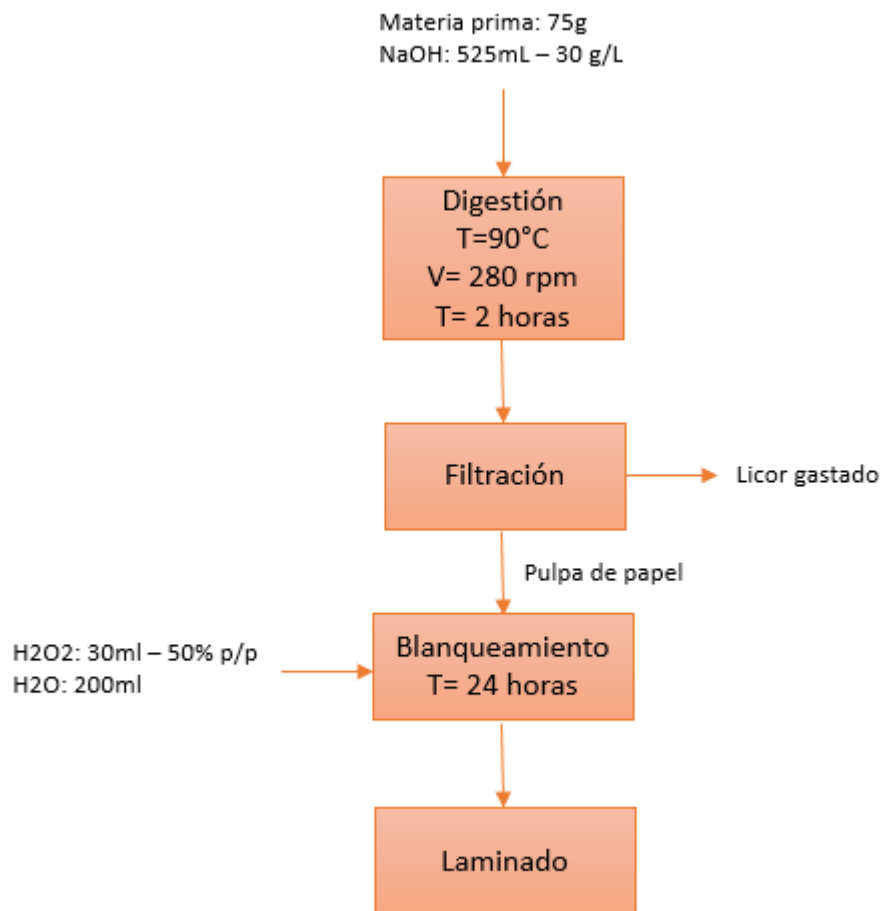 Materia prima: 75g
NaOH: 525mL – 30 g/L
Digestión
T=90°C
V= 280 rpm
T= 2 horas
Filtración
Licor gastado
Pulpa de papel
H2O2: 30ml – 50% p/p
H2O: 200ml
Blanqueamiento
T= 24 horas
Laminado